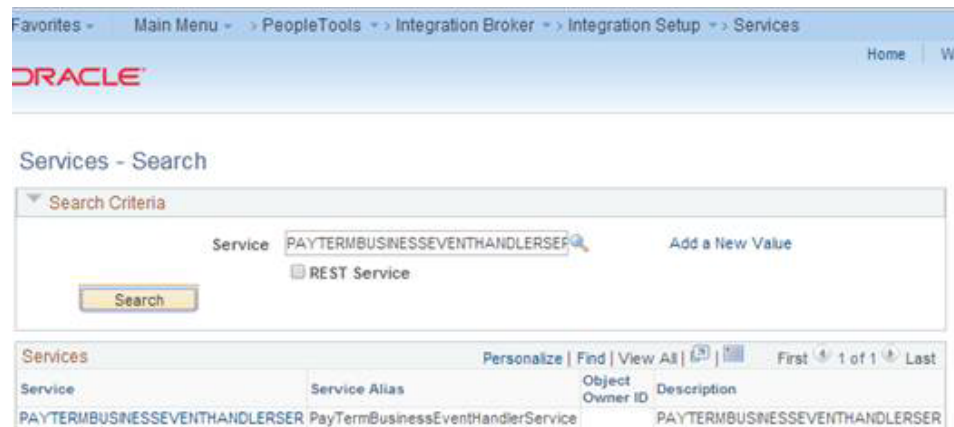 Favorites Main Menu > PeopleTools > Integration Broker > Integration Setup > Services
Home
ORACLE
Services - Search
Search Criteria
Service PAYTERMBUSINESSEVENTHANDLERSER Add a New Value
REST Service
Search
Services Personalize | Find | View All | | First 1 of 1 Last
Service Service Alias Object Owner ID Description
PAYTERMBUSINESSEVENTHANDLERSER PayTermBusinessEventHandlerService PAYTERMBUSINESSEVENTHANDLERSER